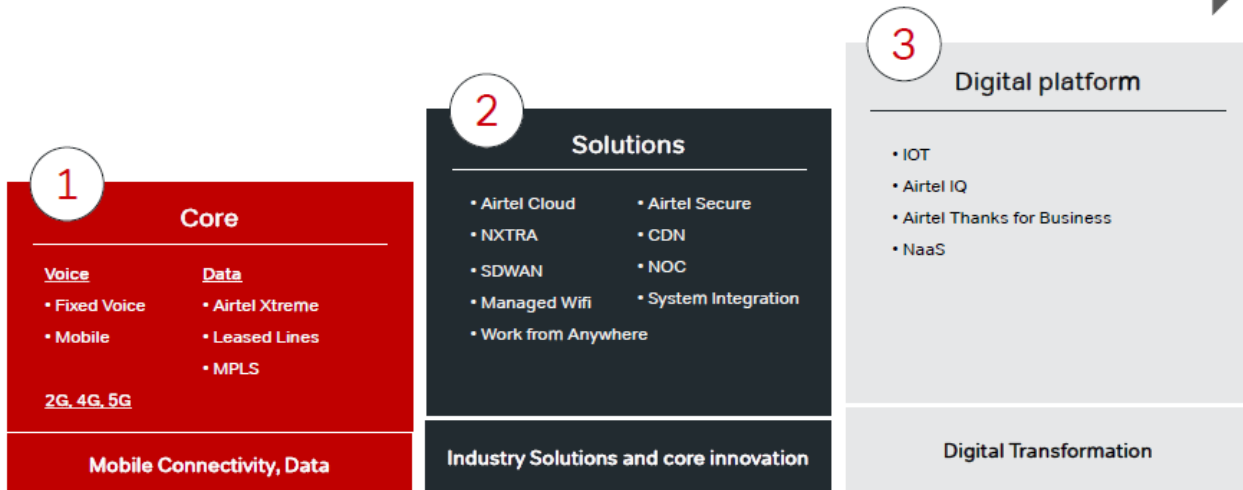 1
Core
Voice
• Fixed Voice
• Mobile
Data
• Airtel Xtreme
• Leased Lines
• MPLS
2G, 4G, 5G
Mobile Connectivity, Data
2
Solutions
• Airtel Cloud
• NXTRA
• SDWAN
• Managed Wifi
• Work from Anywhere
• Airtel Secure
• CDN
• NOC
• System Integration
Industry Solutions and core innovation
3
Digital platform
• IOT
• Airtel IQ
• Airtel Thanks for Business
• NaaS
Digital Transformation